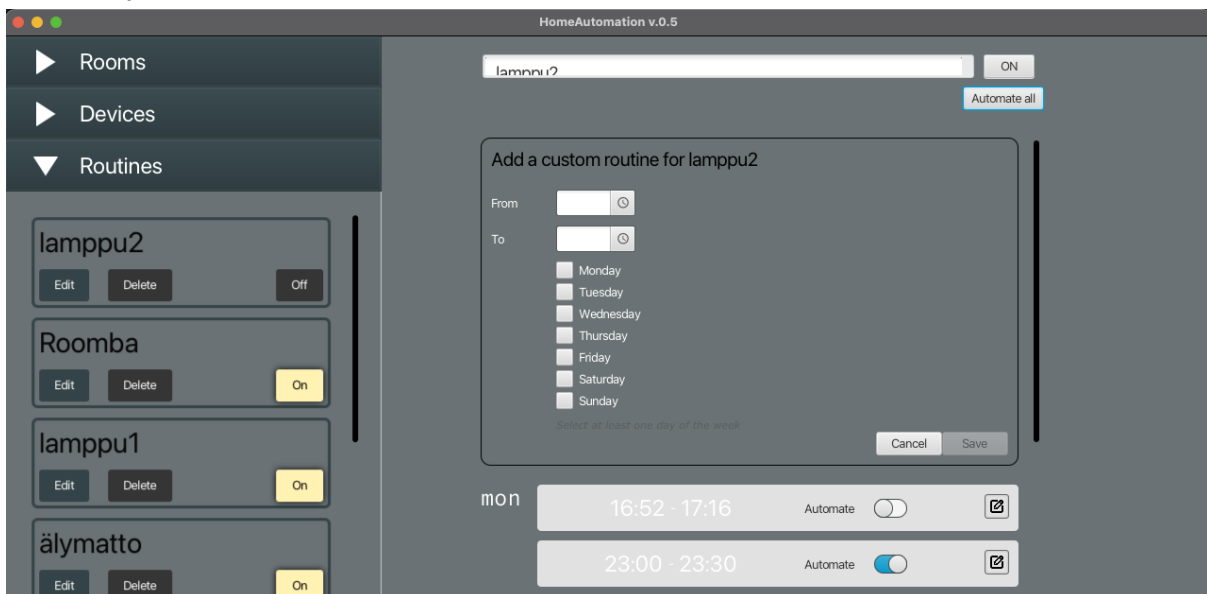 HomeAutomation v.0.5
Rooms
Devices
Routines
lamppu2
Edit Delete Off
Roomba
Edit Delete On
lamppu1
Edit Delete On
älymatto
Edit Delete On
lamppu2 ON
Automate all
Add a custom routine for lamppu2
From
To
Monday
Tuesday
Wednesday
Thursday
Friday
Saturday
Sunday
Select at least one day of the week
Cancel Save
mon 16:52 - 17:16 Automate
23:00 - 23:30 Automate